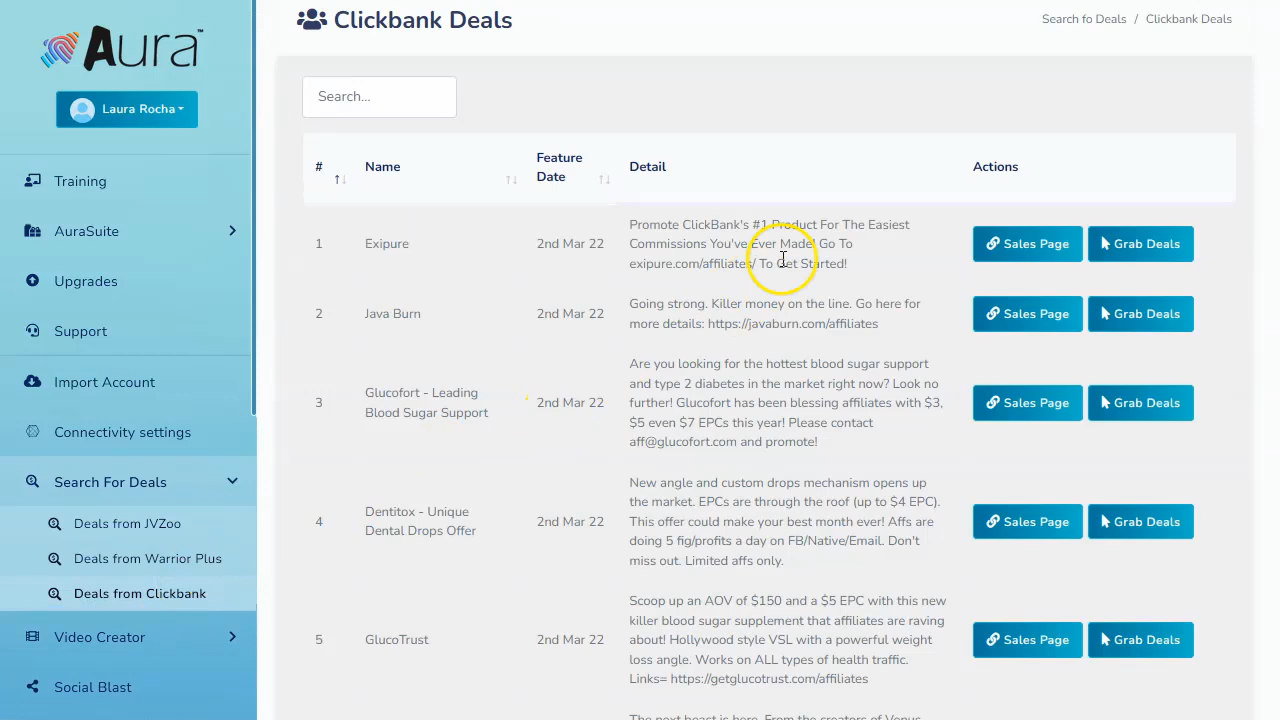 Aura™
Laura Rocha
Training
AuraSuite
Upgrades
Support
Import Account
Connectivity settings
Search For Deals
Deals from JVZoo
Deals from Warrior Plus
Deals from Clickbank
Video Creator
Social Blast
Clickbank Deals
Search fo Deals / Clickbank Deals
Search...
# Name Feature Date Detail Actions
1 Exipure 2nd Mar 22
Promote ClickBank's #1 Product For The Easiest
Commissions You've Ever Made! Go To
exipure.com/affiliates/ To Get Started!
Sales Page Grab Deals
2 Java Burn 2nd Mar 22
Going strong. Killer money on the line. Go here for
more details: https://javaburn.com/affiliates
Sales Page Grab Deals
3 Glucofort - Leading
Blood Sugar Support
2nd Mar 22
Are you looking for the hottest blood sugar support
and type 2 diabetes in the market right now? Look no
further! Glucofort has been blessing affiliates with $3,
$5 even $7 EPCs this year! Please contact
aff@glucofort.com and promote!
Sales Page Grab Deals
4 Dentitox - Unique
Dental Drops Offer
2nd Mar 22
New angle and custom drops mechanism opens up
the market. EPCs are through the roof (up to $4 EPC).
This offer could make your best month ever! Affs are
doing 5 fig/profits a day on FB/Native/Email. Don't
miss out. Limited affs only.
Sales Page Grab Deals
5 GlucoTrust 2nd Mar 22
Scoop up an AOV of $150 and a $5 EPC with this new
killer blood sugar supplement that affiliates are raving
about! Hollywood style VSL with a powerful weight
loss angle. Works on ALL types of health traffic.
Links= https://getglucotrust.com/affiliates
Sales Page Grab Deals
The next beast is here. From the creators of Venus